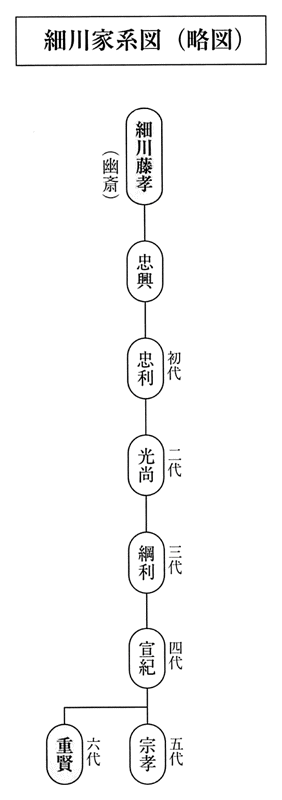 細川家系図（略図）
細川藤孝
（幽斎）
忠興
忠利
初代
光尚
二代
綱利
三代
宣紀
四代
宗孝
五代
重賢
六代